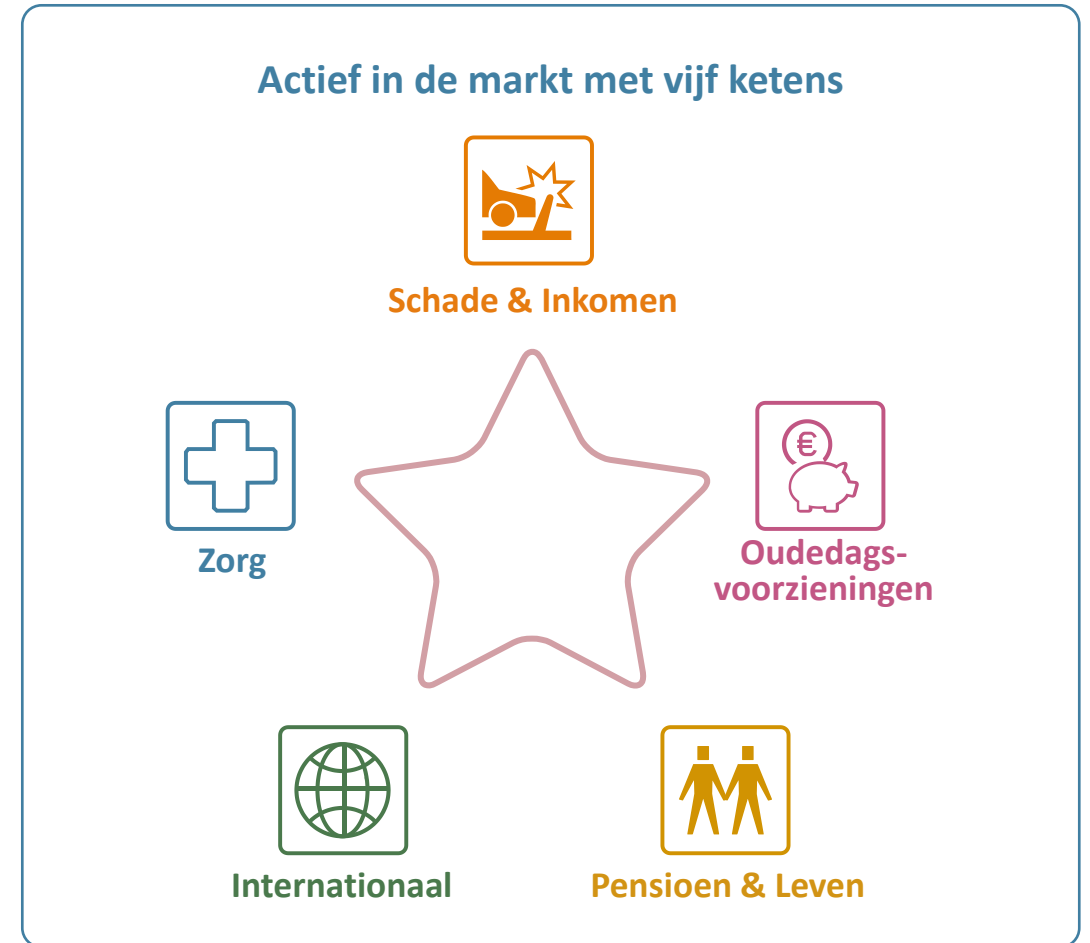 Actief in de markt met vijf ketens
Schade & Inkomen
€
Zorg
Oudedags-
voorzieningen
Internationaal
Pensioen & Leven